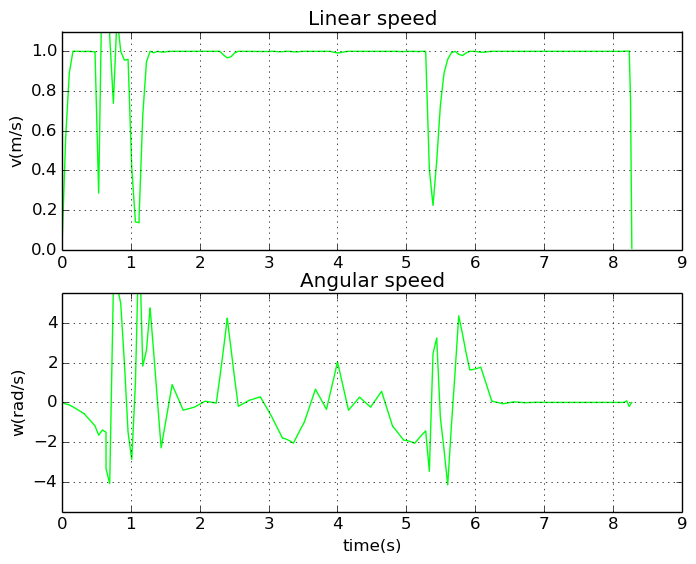 Linear speed
1.0
0.8
0.6
0.4
0.2
0.0
v(m/s)
0 1 2 3 4 5 6 7 8 9
Angular speed
4
2
0
−2
−4
w(rad/s)
0 1 2 3 4 5 6 7 8 9
time(s)